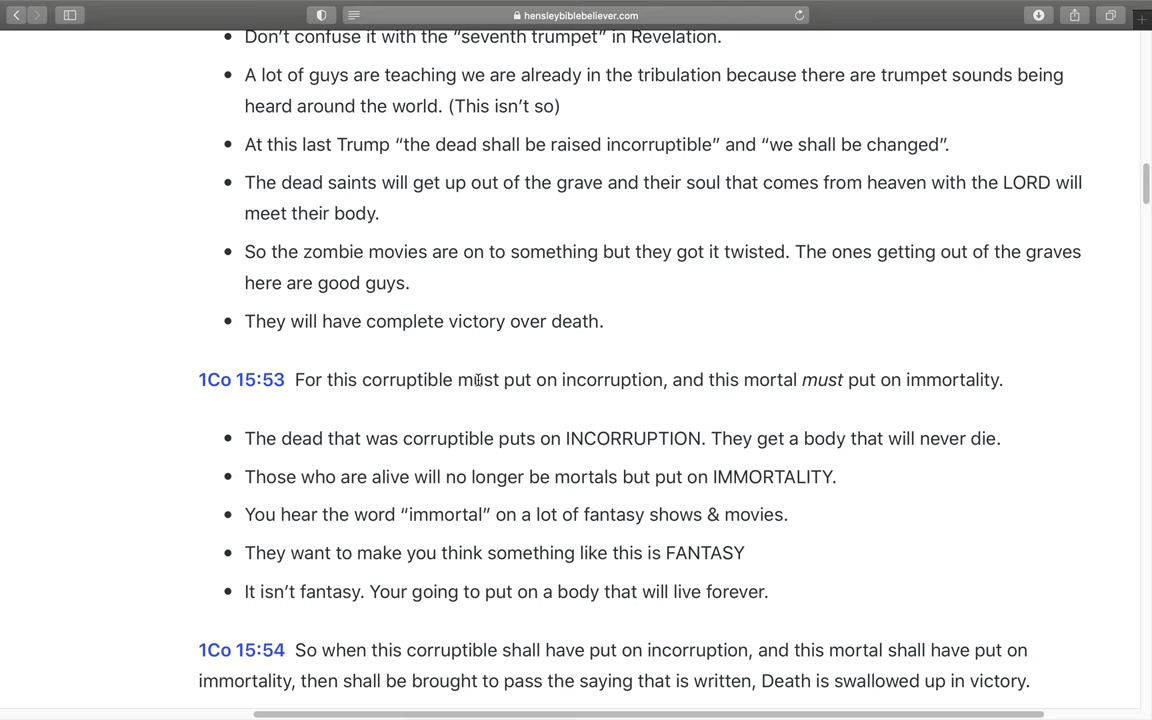 hensleybiblebeliever.com
• Don’t confuse it with the “seventh trumpet” in Revelation.
• A lot of guys are teaching we are already in the tribulation because there are trumpet sounds being
heard around the world. (This isn’t so)
• At this last Trump “the dead shall be raised incorruptible” and “we shall be changed”.
• The dead saints will get up out of the grave and their soul that comes from heaven with the LORD will
meet their body.
• So the zombie movies are on to something but they got it twisted. The ones getting out of the graves
here are good guys.
• They will have complete victory over death.
1Co 15:53 For this corruptible must put on incorruption, and this mortal must put on immortality.
• The dead that was corruptible puts on INCORRUPTION. They get a body that will never die.
• Those who are alive will no longer be mortals but put on IMMORTALITY.
• You hear the word “immortal” on a lot of fantasy shows & movies.
• They want to make you think something like this is FANTASY
• It isn’t fantasy. Your going to put on a body that will live forever.
1Co 15:54 So when this corruptible shall have put on incorruption, and this mortal shall have put on
immortality, then shall be brought to pass the saying that is written, Death is swallowed up in victory.